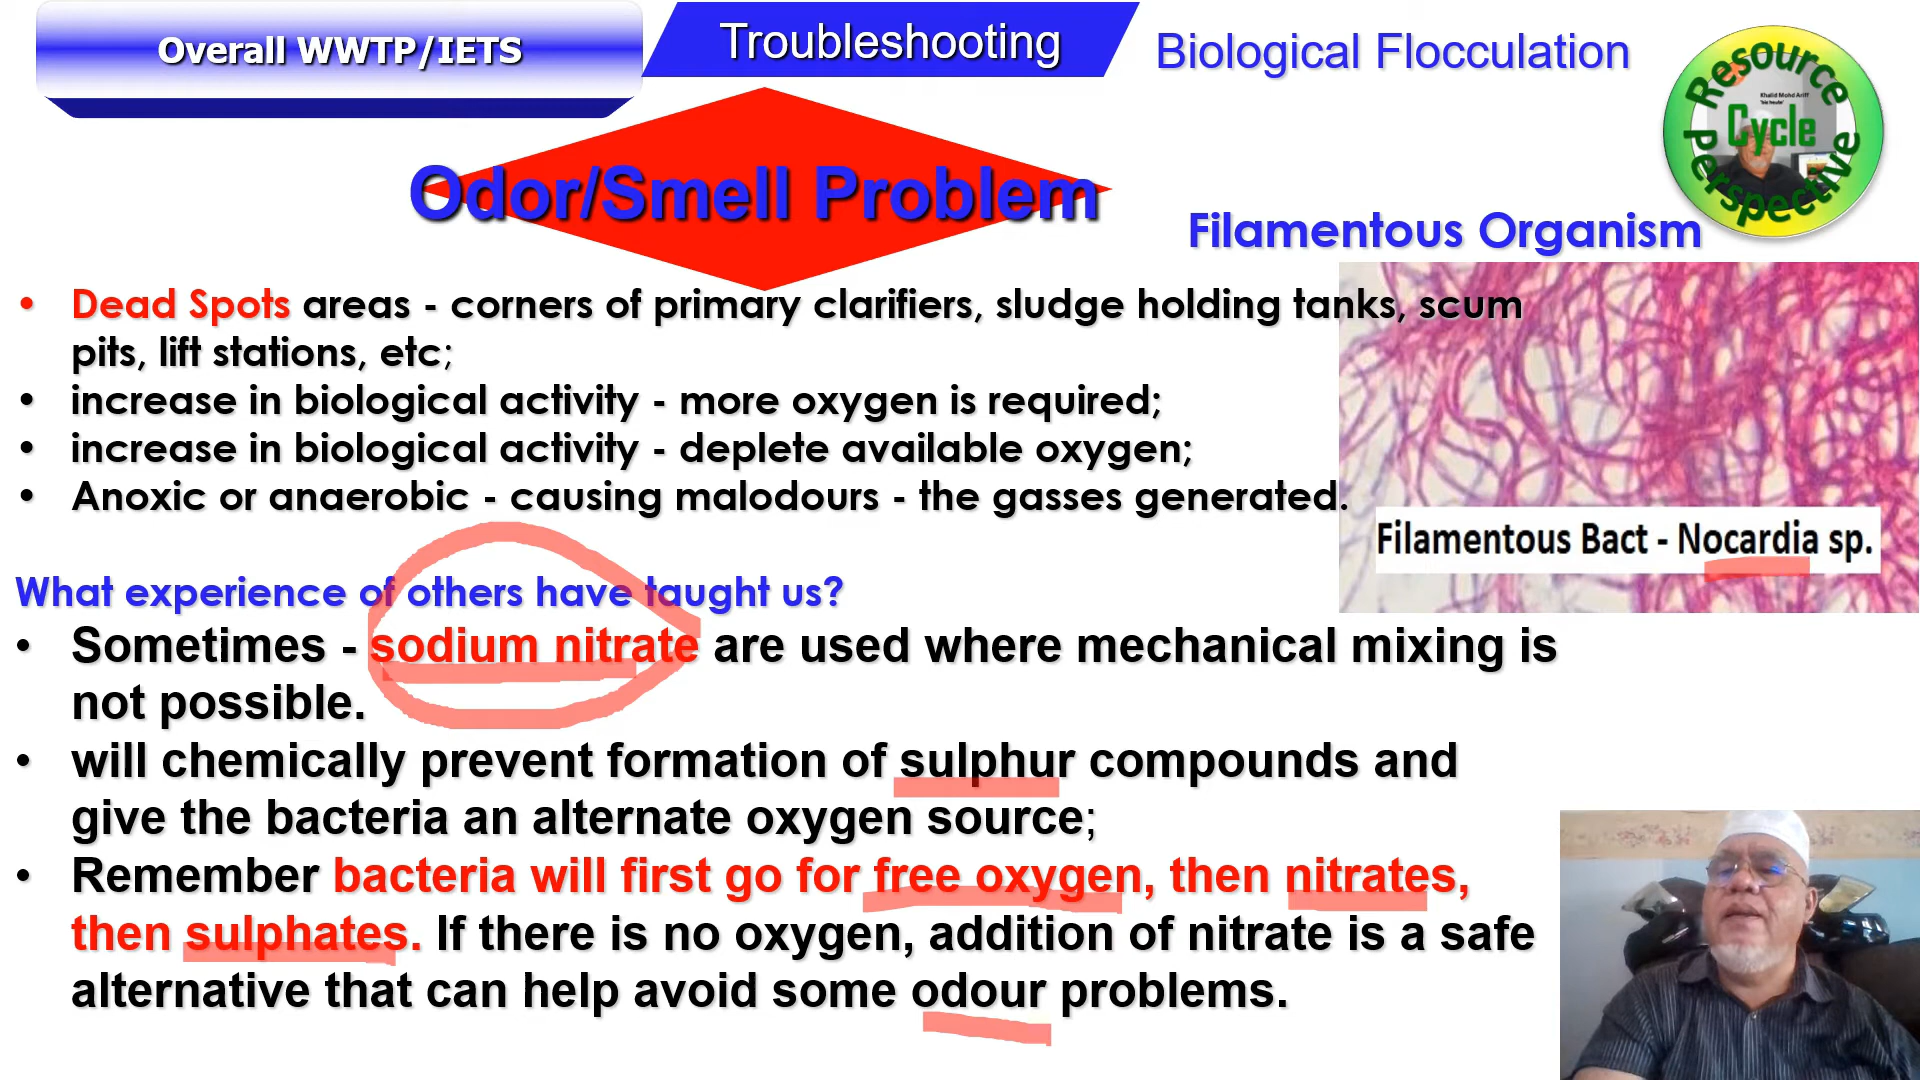 Overall WWTP/IETS
Troubleshooting
Biological Flocculation
Resource
Khalid Mohd Ariff
Cycle
Perspective
Odor/Smell Problem
Filamentous Organism
• Dead Spots areas - corners of primary clarifiers, sludge holding tanks, scum
pits, lift stations, etc;
• increase in biological activity - more oxygen is required;
• increase in biological activity - deplete available oxygen;
• Anoxic or anaerobic - causing malodours - the gasses generated.
Filamentous Bact - Nocardia sp.
What experience of others have taught us?
• Sometimes - sodium nitrate are used where mechanical mixing is
not possible.
• will chemically prevent formation of sulphur compounds and
give the bacteria an alternate oxygen source;
• Remember bacteria will first go for free oxygen, then nitrates,
then sulphates. If there is no oxygen, addition of nitrate is a safe
alternative that can help avoid some odour problems.